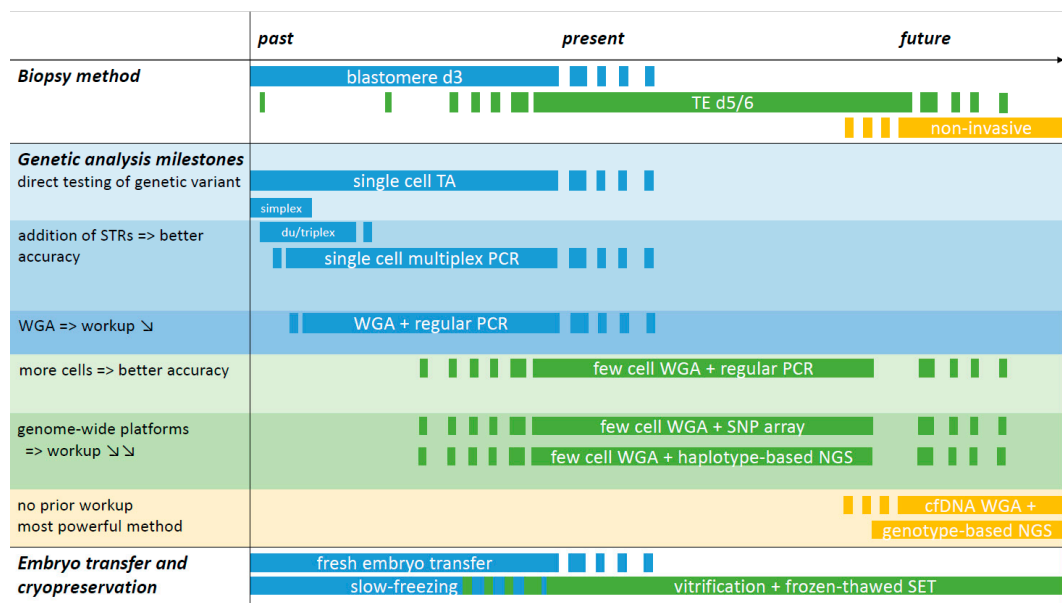 past present future
Biopsy method
blastomere d3
TE d5/6
non-invasive
Genetic analysis milestones
direct testing of genetic variant
single cell TA
simplex
addition of STRs => better
accuracy
du/triplex
single cell multiplex PCR
WGA => workup ↘
WGA + regular PCR
more cells => better accuracy
few cell WGA + regular PCR
genome-wide platforms
=> workup ↘↘
few cell WGA + SNP array
few cell WGA + haplotype-based NGS
no prior workup
most powerful method
cfDNA WGA +
genotype-based NGS
Embryo transfer and
cryopreservation
fresh embryo transfer
slow-freezing
vitrification + frozen-thawed SET